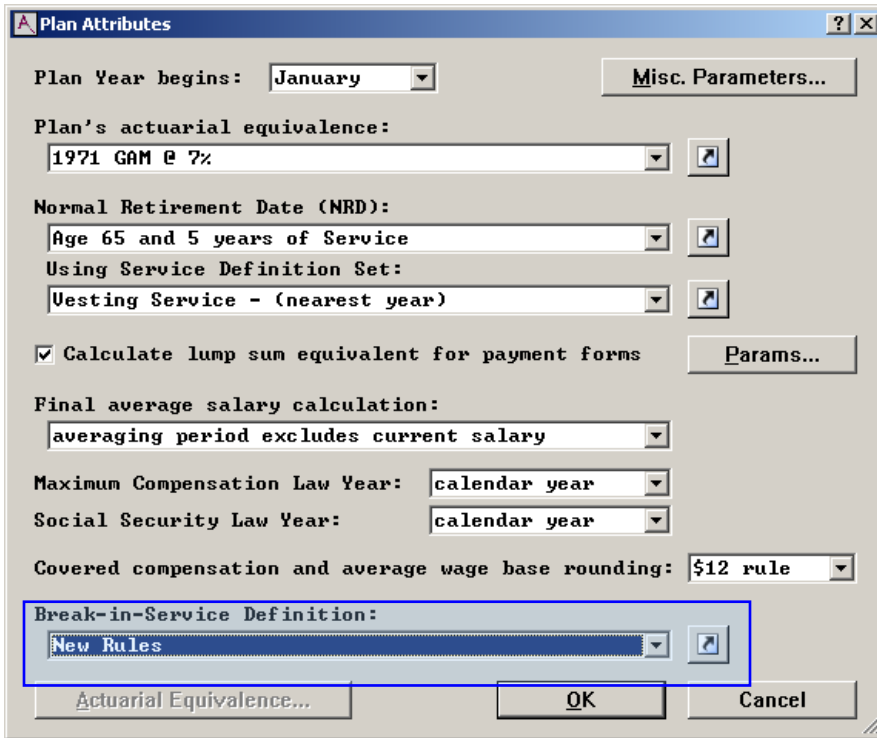 Plan Attributes
Plan Year begins: January Misc. Parameters...
Plan's actuarial equivalence:
1971 GAM @ 7%
Normal Retirement Date (NRD):
Age 65 and 5 years of Service
Using Service Definition Set:
Vesting Service - (nearest year)
Calculate lump sum equivalent for payment forms Params...
Final average salary calculation:
averaging period excludes current salary
Maximum Compensation Law Year: calendar year
Social Security Law Year: calendar year
Covered compensation and average wage base rounding: $12 rule
Break-in-Service Definition:
New Rules
Actuarial Equivalence... OK Cancel